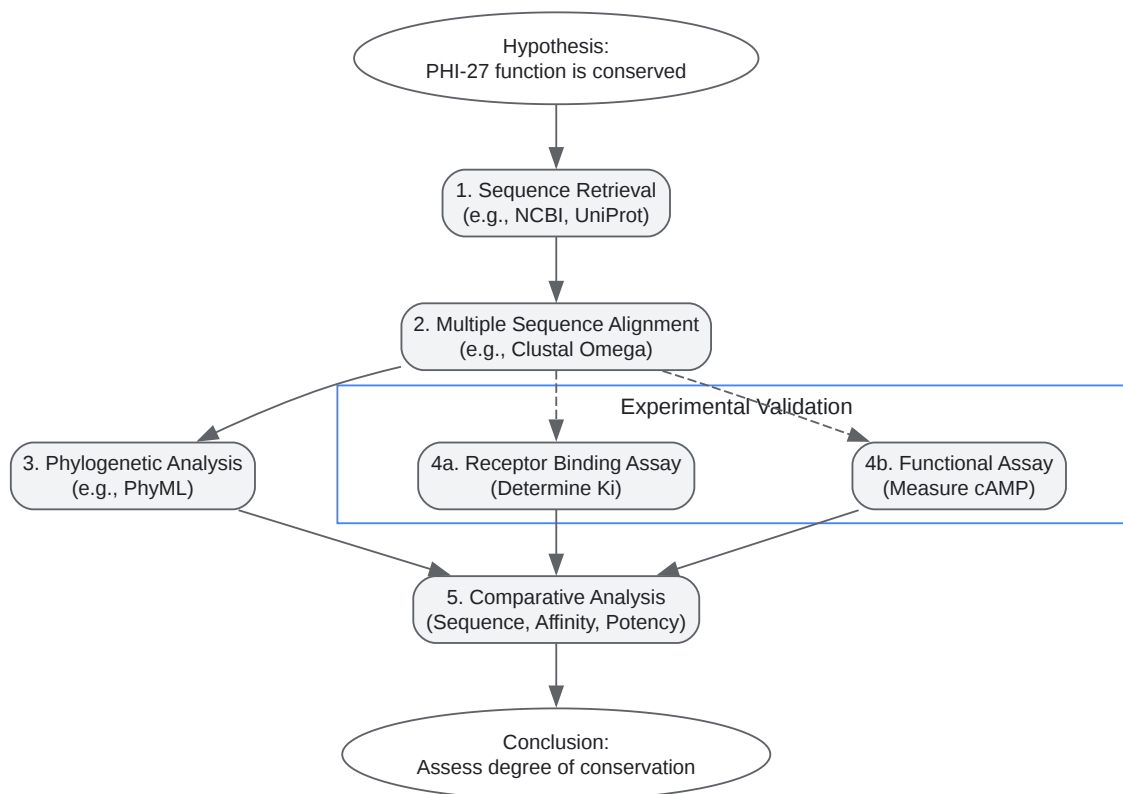 Hypothesis:
PHI-27 function is conserved
1. Sequence Retrieval
(e.g., NCBI, UniProt)
2. Multiple Sequence Alignment
(e.g., Clustal Omega)
Experimental Validation
3. Phylogenetic Analysis
(e.g., PhyML)
4a. Receptor Binding Assay
(Determine Ki)
4b. Functional Assay
(Measure cAMP)
5. Comparative Analysis
(Sequence, Affinity, Potency)
Conclusion:
Assess degree of conservation